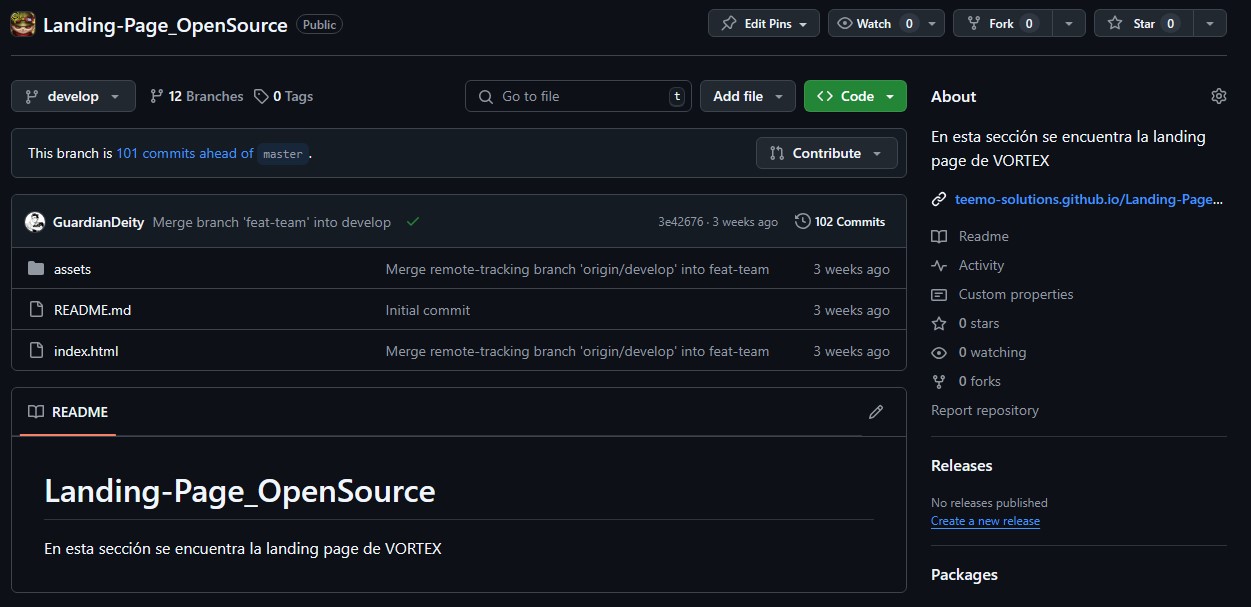 Landing-Page_OpenSource Public Edit Pins Watch 0 Fork 0 Star 0
develop 12 Branches 0 Tags Go to file t Add file <> Code
This branch is 101 commits ahead of master . Contribute
GuardianDeity Merge branch 'feat-team' into develop 3e42676 · 3 weeks ago 102 Commits
assets Merge remote-tracking branch 'origin/develop' into feat-team 3 weeks ago
README.md Initial commit 3 weeks ago
index.html Merge remote-tracking branch 'origin/develop' into feat-team 3 weeks ago
README
Landing-Page_OpenSource
En esta sección se encuentra la landing page de VORTEX
About
En esta sección se encuentra la landing
page de VORTEX
teemo-solutions.github.io/Landing-Page...
Readme
Activity
Custom properties
0 stars
0 watching
0 forks
Report repository
Releases
No releases published
Create a new release
Packages